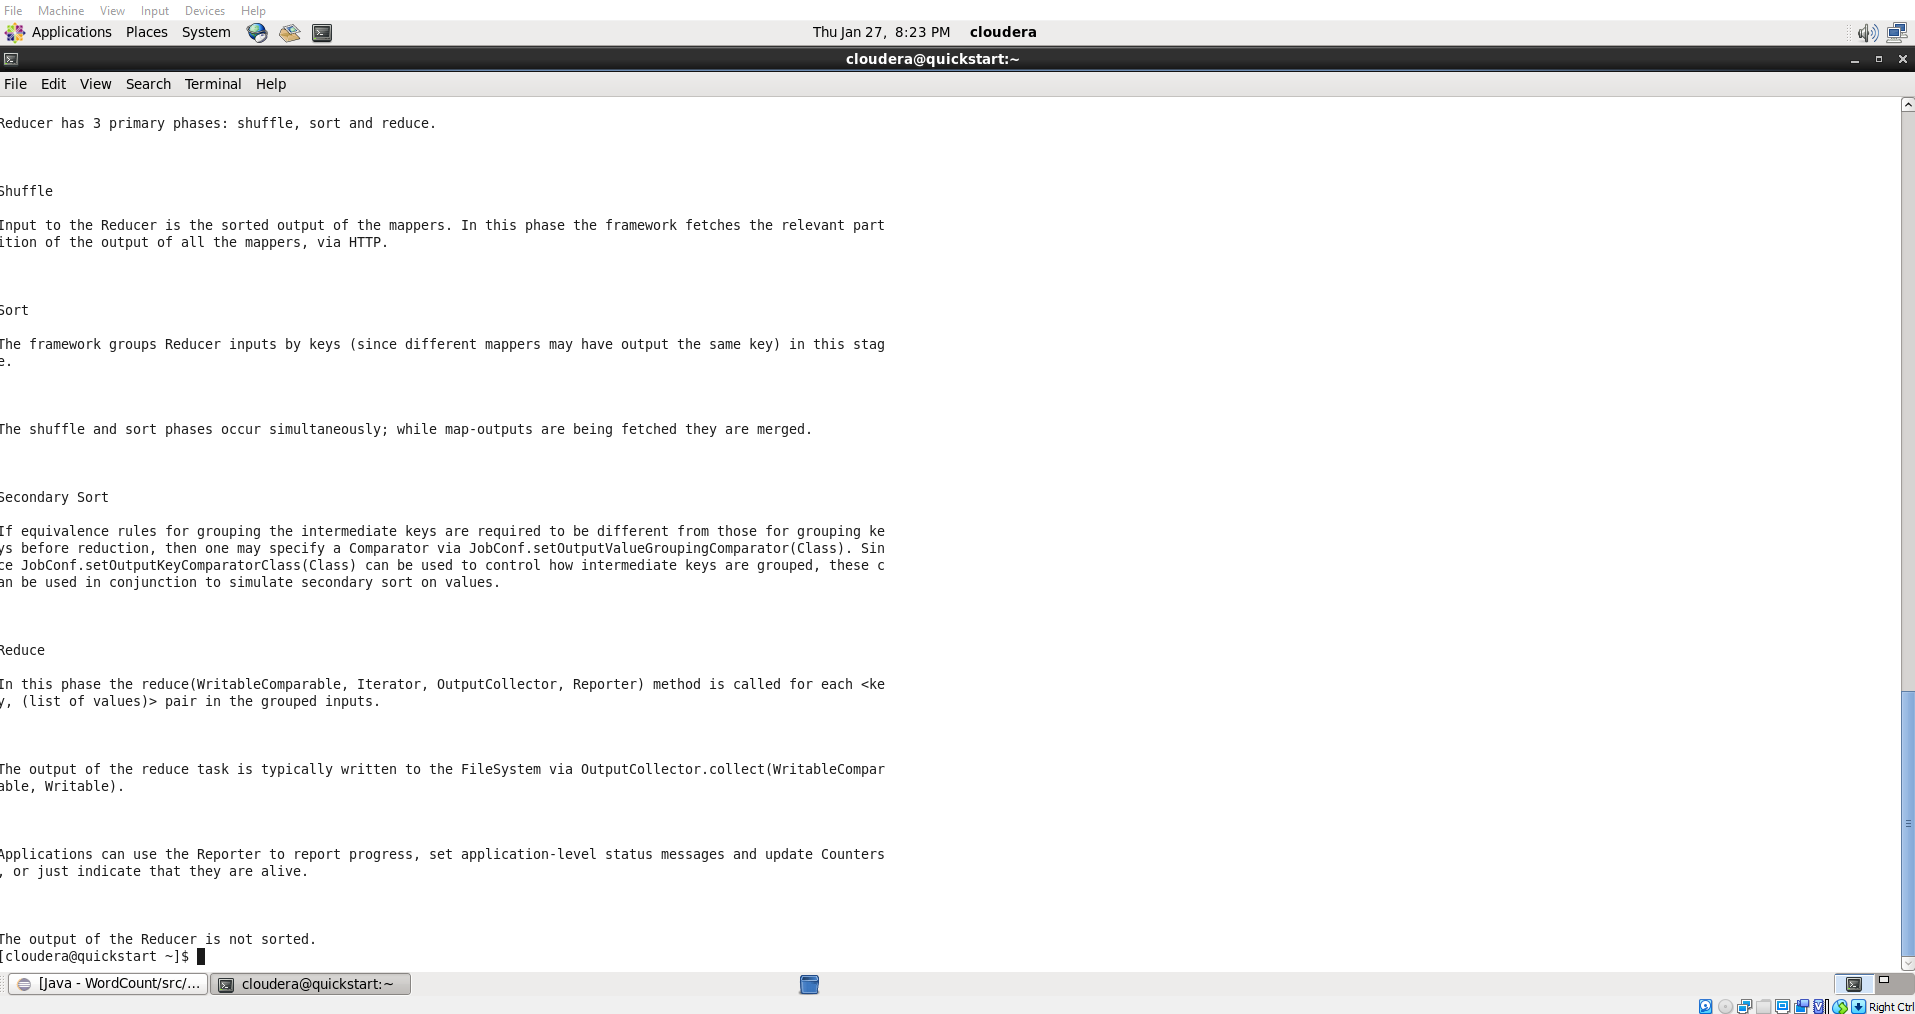 File Machine View Input Devices Help
Applications Places System Thu Jan 27, 8:23 PM cloudera
cloudera@quickstart:~
File Edit View Search Terminal Help
Reducer has 3 primary phases: shuffle, sort and reduce.
Shuffle
Input to the Reducer is the sorted output of the mappers. In this phase the framework fetches the relevant part
ition of the output of all the mappers, via HTTP.
Sort
The framework groups Reducer inputs by keys (since different mappers may have output the same key) in this stag
e.
The shuffle and sort phases occur simultaneously; while map-outputs are being fetched they are merged.
Secondary Sort
If equivalence rules for grouping the intermediate keys are required to be different from those for grouping ke
ys before reduction, then one may specify a Comparator via JobConf.setOutputValueGroupingComparator(Class). Sin
ce JobConf.setOutputKeyComparatorClass(Class) can be used to control how intermediate keys are grouped, these c
an be used in conjunction to simulate secondary sort on values.
Reduce
In this phase the reduce(WritableComparable, Iterator, OutputCollector, Reporter) method is called for each <ke
y, (list of values)> pair in the grouped inputs.
The output of the reduce task is typically written to the FileSystem via OutputCollector.collect(WritableCompar
able, Writable).
Applications can use the Reporter to report progress, set application-level status messages and update Counters
, or just indicate that they are alive.
The output of the Reducer is not sorted.
[cloudera@quickstart ~]$
[Java - WordCount/src/... cloudera@quickstart:~
Right Ctrl